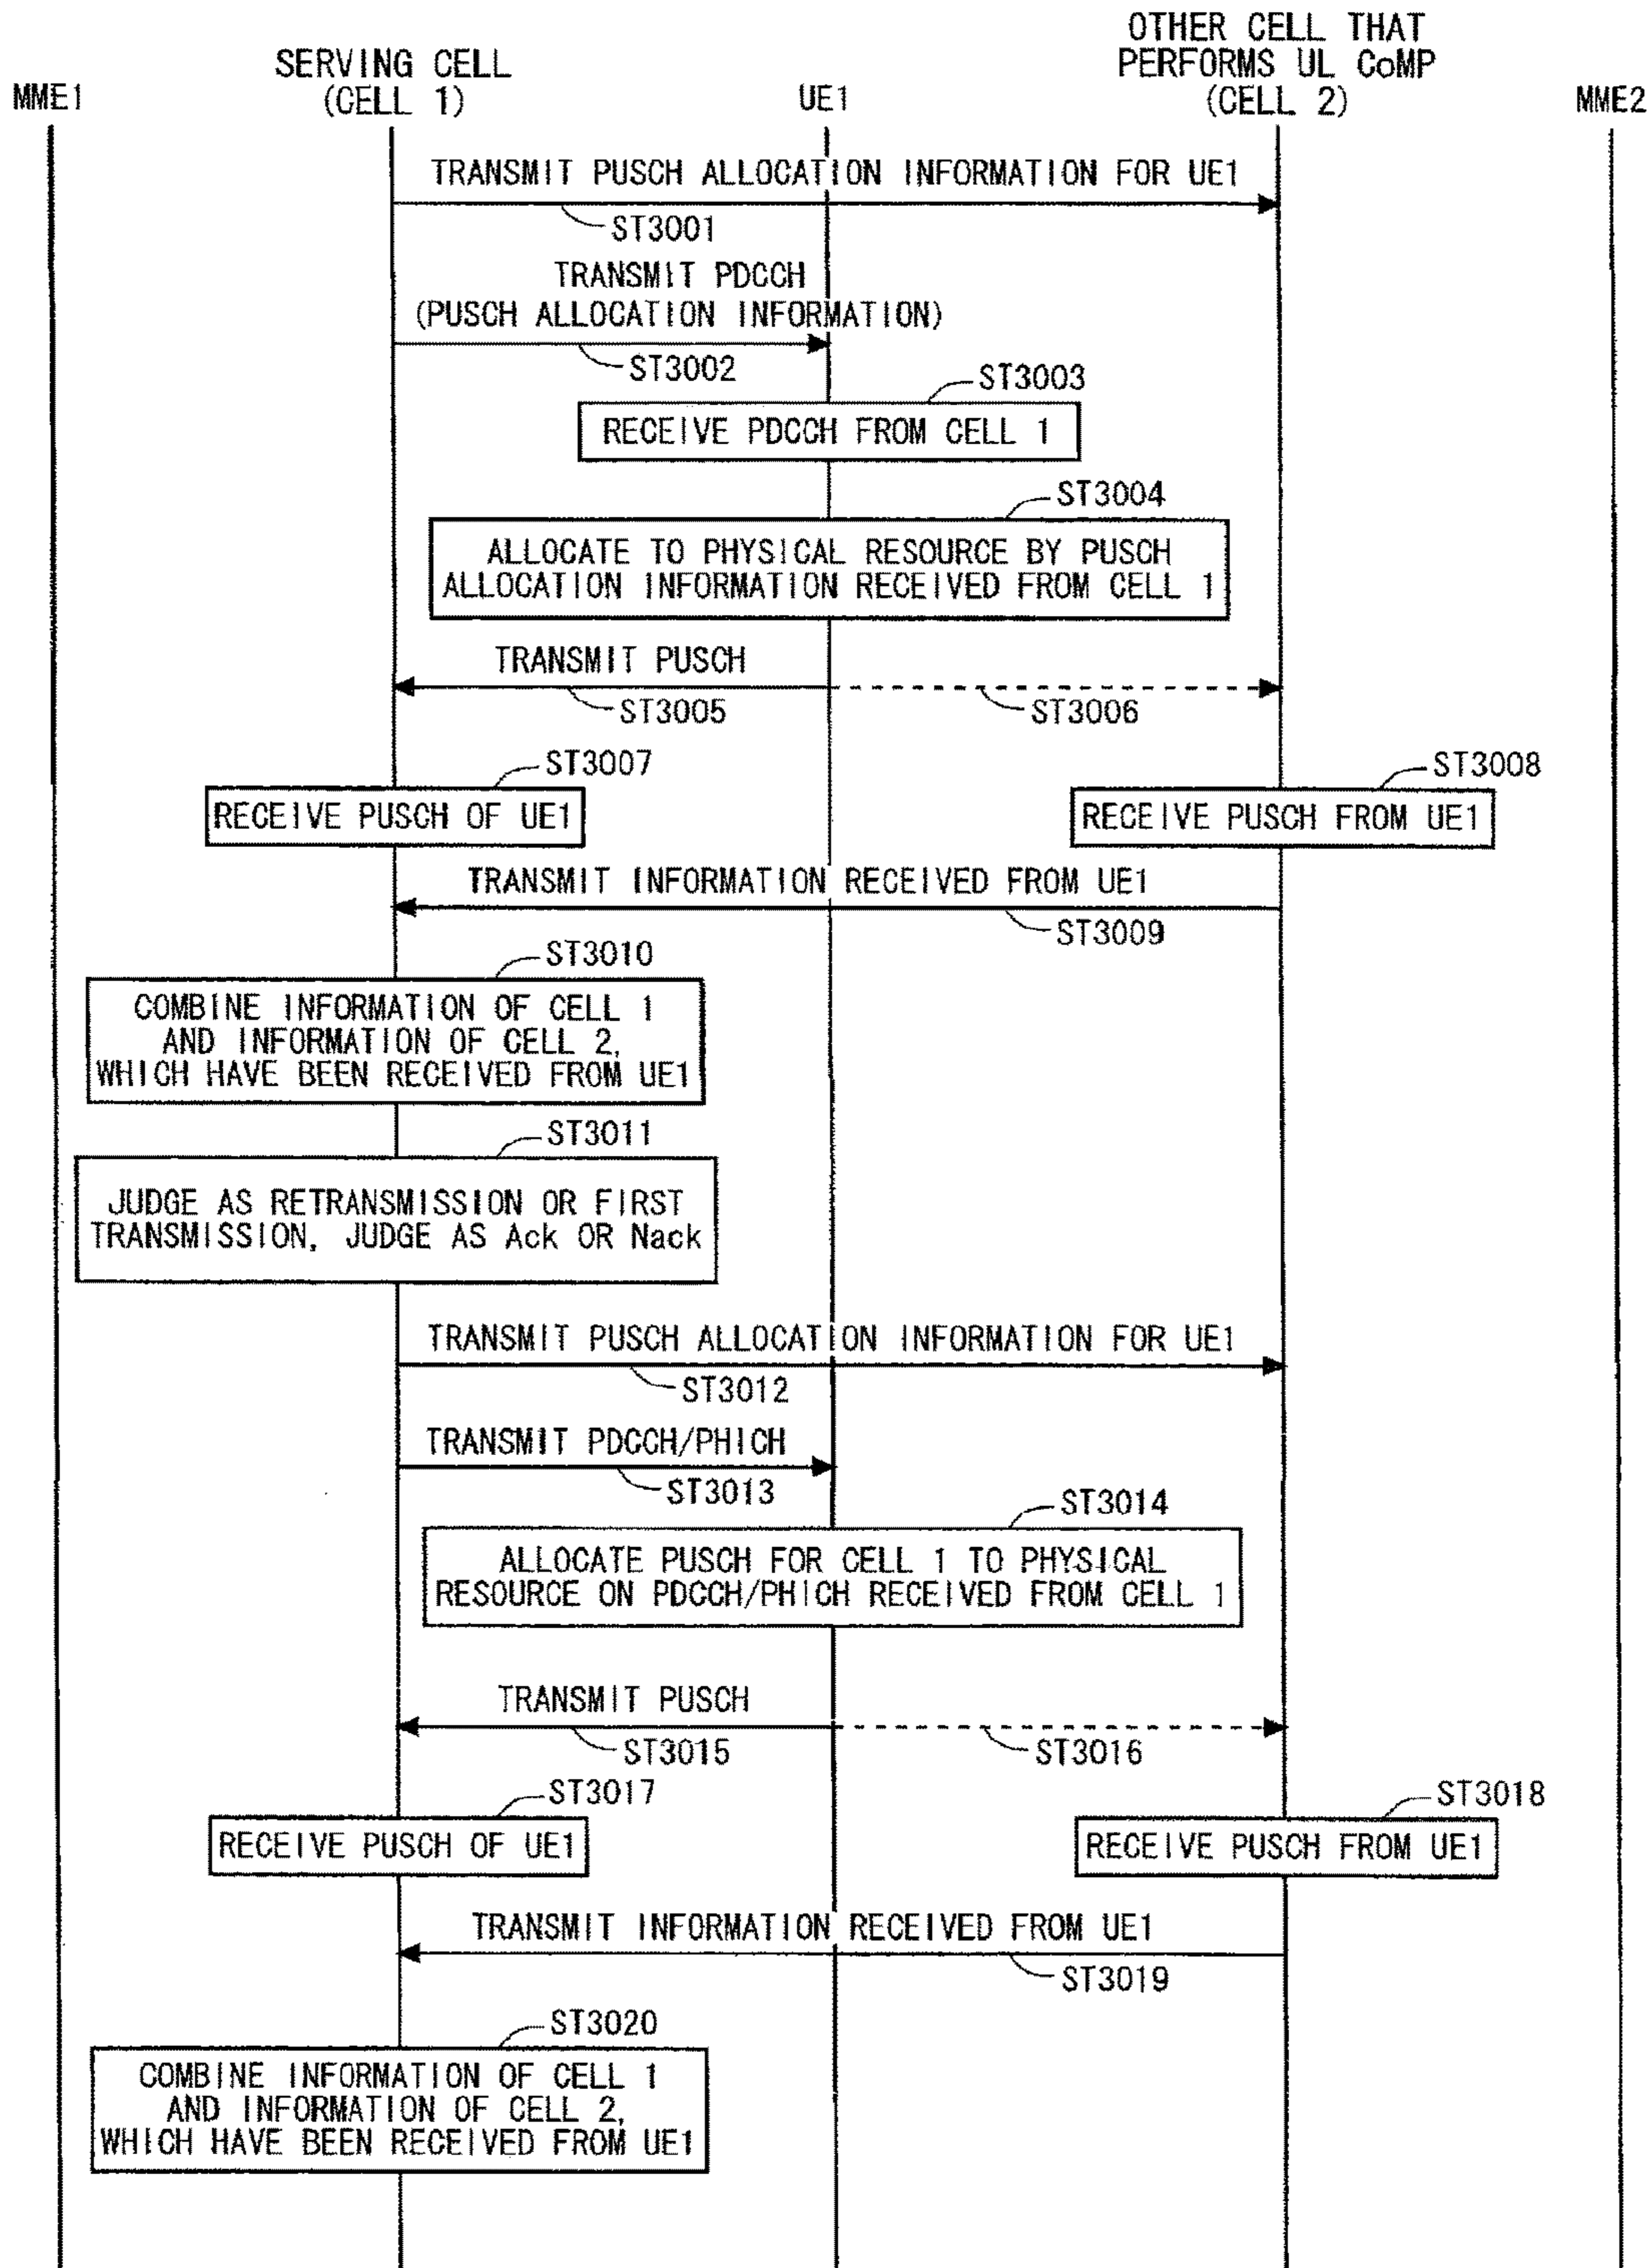 MME1
SERVING CELL
(CELL 1)
UE1
OTHER CELL THAT
PERFORMS UL CoMP
(CELL 2)
MME2
TRANSMIT PUSCH ALLOCATION INFORMATION FOR UE1
ST3001
TRANSMIT PDCCH
(PUSCH ALLOCATION INFORMATION)
ST3002
ST3003
RECEIVE PDCCH FROM CELL 1
ST3004
ALLOCATE TO PHYSICAL RESOURCE BY PUSCH
ALLOCATION INFORMATION RECEIVED FROM CELL 1
TRANSMIT PUSCH
ST3005
ST3006
ST3007
RECEIVE PUSCH OF UE1
ST3008
RECEIVE PUSCH FROM UE1
TRANSMIT INFORMATION RECEIVED FROM UE1
ST3009
ST3010
COMBINE INFORMATION OF CELL 1
AND INFORMATION OF CELL 2,
WHICH HAVE BEEN RECEIVED FROM UE1
ST3011
JUDGE AS RETRANSMISSION OR FIRST
TRANSMISSION, JUDGE AS Ack OR Nack
TRANSMIT PUSCH ALLOCATION INFORMATION FOR UE1
ST3012
TRANSMIT PDCCH/PHICH
ST3013
ST3014
ALLOCATE PUSCH FOR CELL 1 TO PHYSICAL
RESOURCE ON PDCCH/PHICH RECEIVED FROM CELL 1
TRANSMIT PUSCH
ST3015
ST3016
ST3017
RECEIVE PUSCH OF UE1
ST3018
RECEIVE PUSCH FROM UE1
TRANSMIT INFORMATION RECEIVED FROM UE1
ST3019
ST3020
COMBINE INFORMATION OF CELL 1
AND INFORMATION OF CELL 2,
WHICH HAVE BEEN RECEIVED FROM UE1